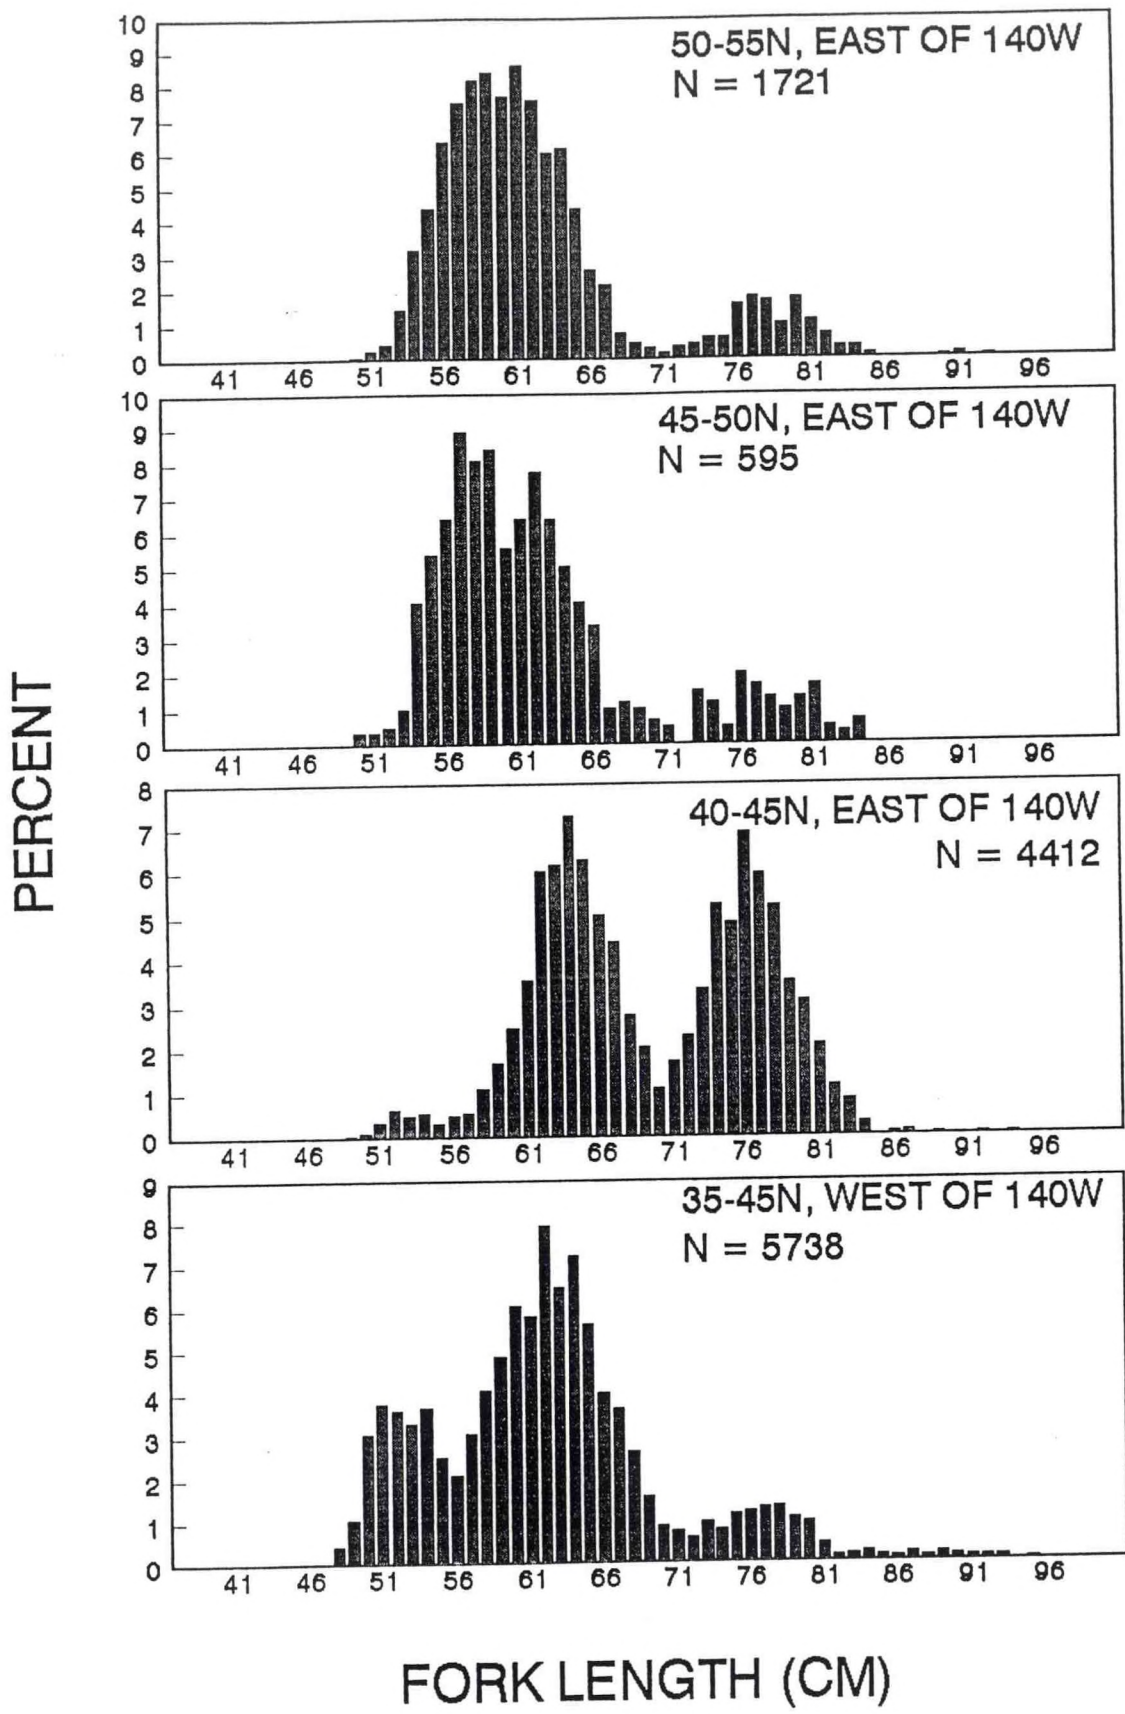 PERCENT
10
9
8
7
6
5
4
3
2
1
0
50-55N, EAST OF 140W
N = 1721
41 46 51 56 61 66 71 76 81 86 91 96
10
9
8
7
6
5
4
3
2
1
0
45-50N, EAST OF 140W
N = 595
41 46 51 56 61 66 71 76 81 86 91 96
8
7
6
5
4
3
2
1
0
40-45N, EAST OF 140W
N = 4412
41 46 51 56 61 66 71 76 81 86 91 96
9
8
7
6
5
4
3
2
1
0
35-45N, WEST OF 140W
N = 5738
41 46 51 56 61 66 71 76 81 86 91 96
FORK LENGTH (CM)